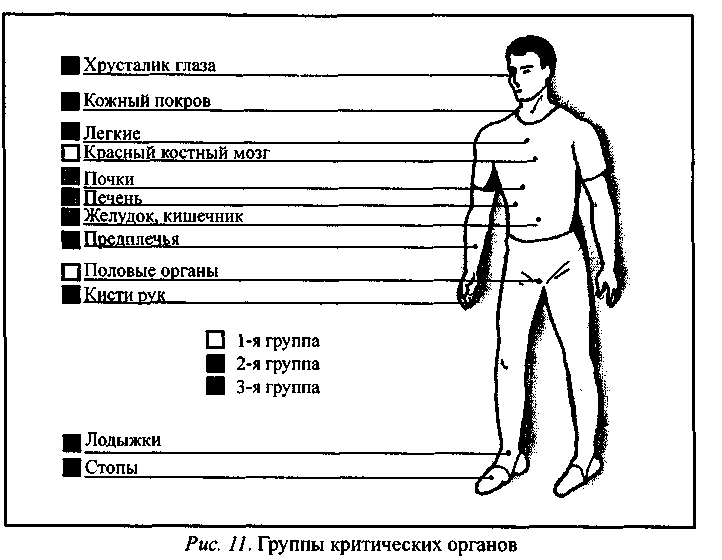 Хрусталик глаза
Кожный покров
Легкие
Красный костный мозг
Почки
Печень
Желудок, кишечник
Предплечья
Половые органы
Кисти рук
1-я группа
2-я группа
3-я группа
Лодыжки
Стопы
Рис. 11. Группы критических органов